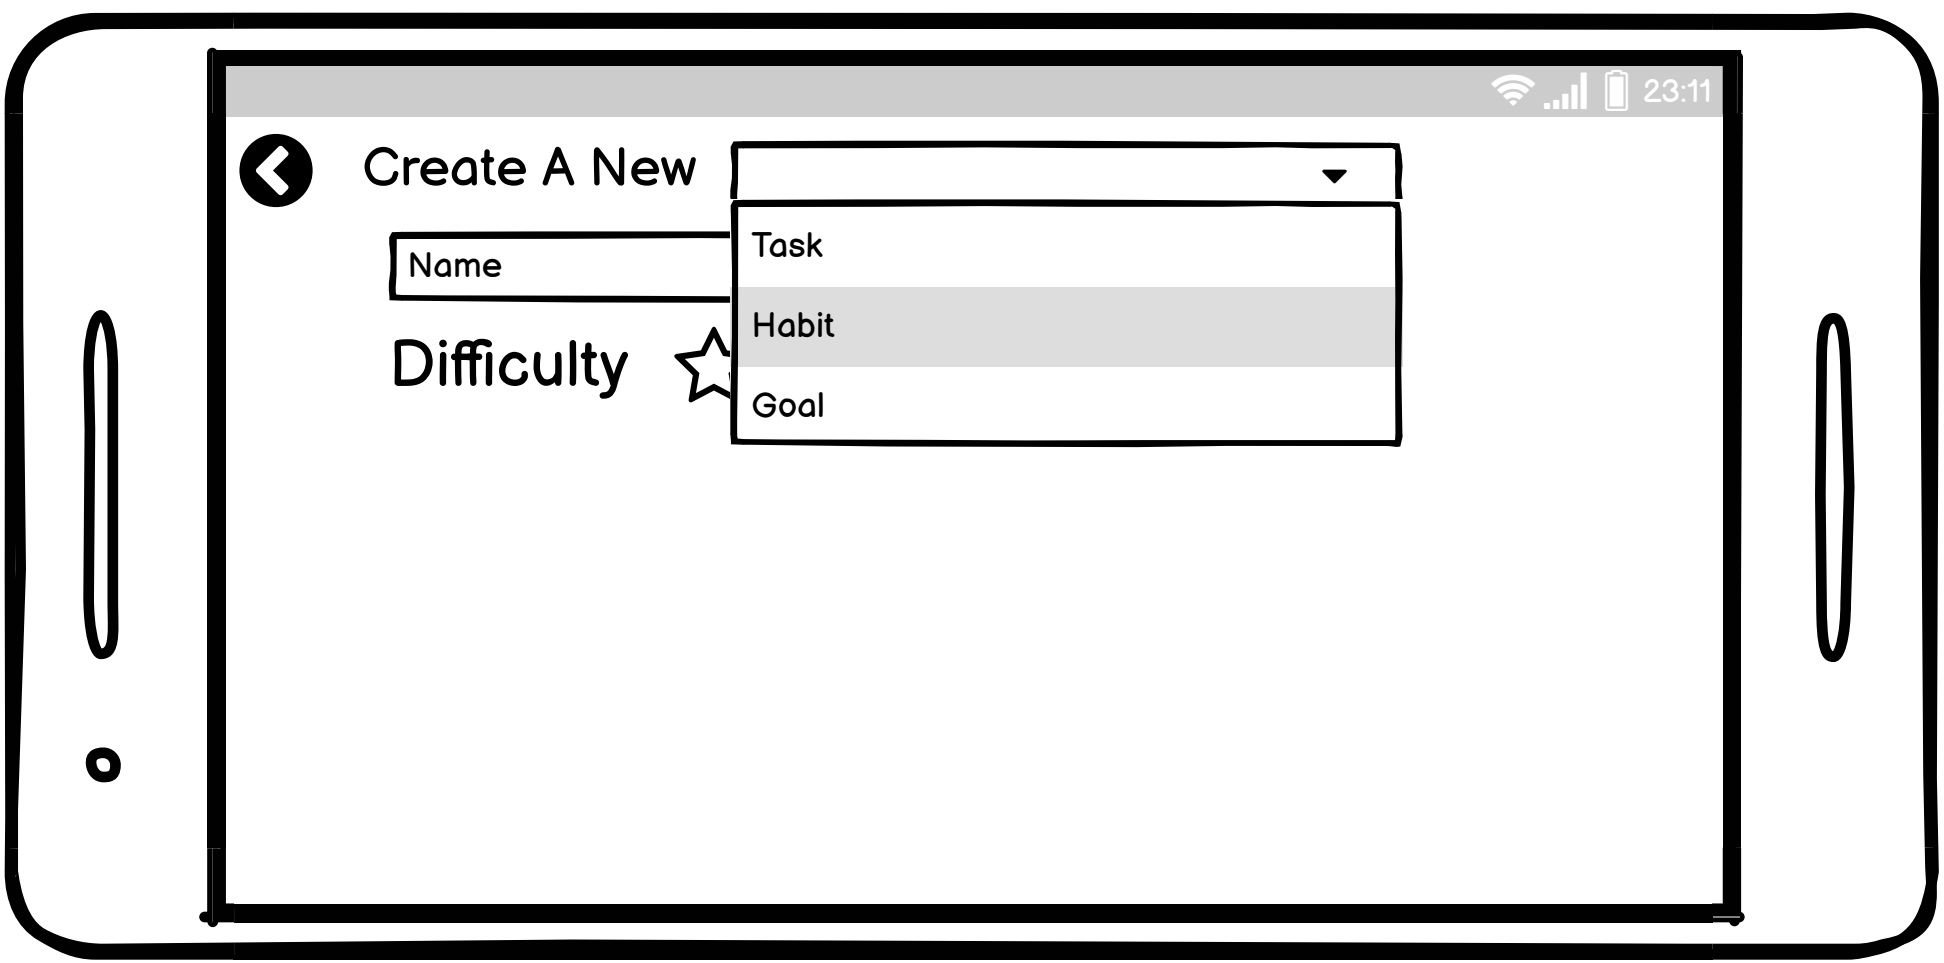 23:11
Create A New
Name
Difficulty
Task
Habit
Goal